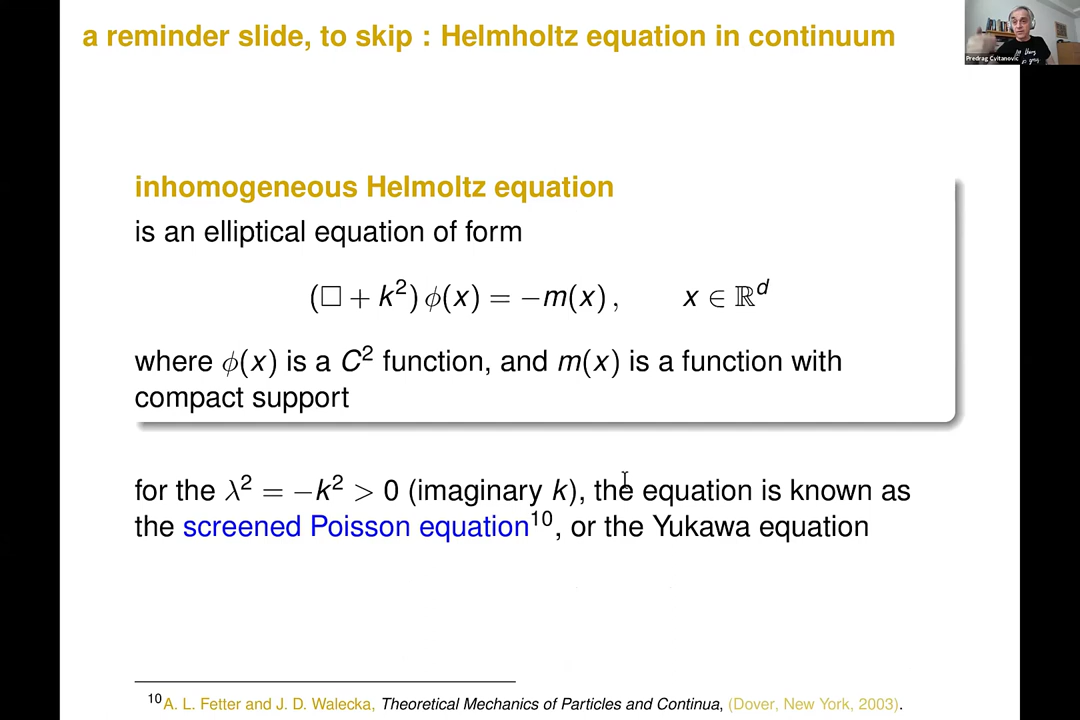 a reminder slide, to skip : Helmholtz equation in continuum
Predrag Cvitanovic
inhomogeneous Helmoltz equation
is an elliptical equation of form
(□ + k²) ϕ(x) = −m(x) , x ∈ ℝᵈ
where ϕ(x) is a C² function, and m(x) is a function with
compact support
for the λ² = −k² > 0 (imaginary k), the equation is known as
the screened Poisson equation¹⁰, or the Yukawa equation
¹⁰A. L. Fetter and J. D. Walecka, Theoretical Mechanics of Particles and Continua, (Dover, New York, 2003).